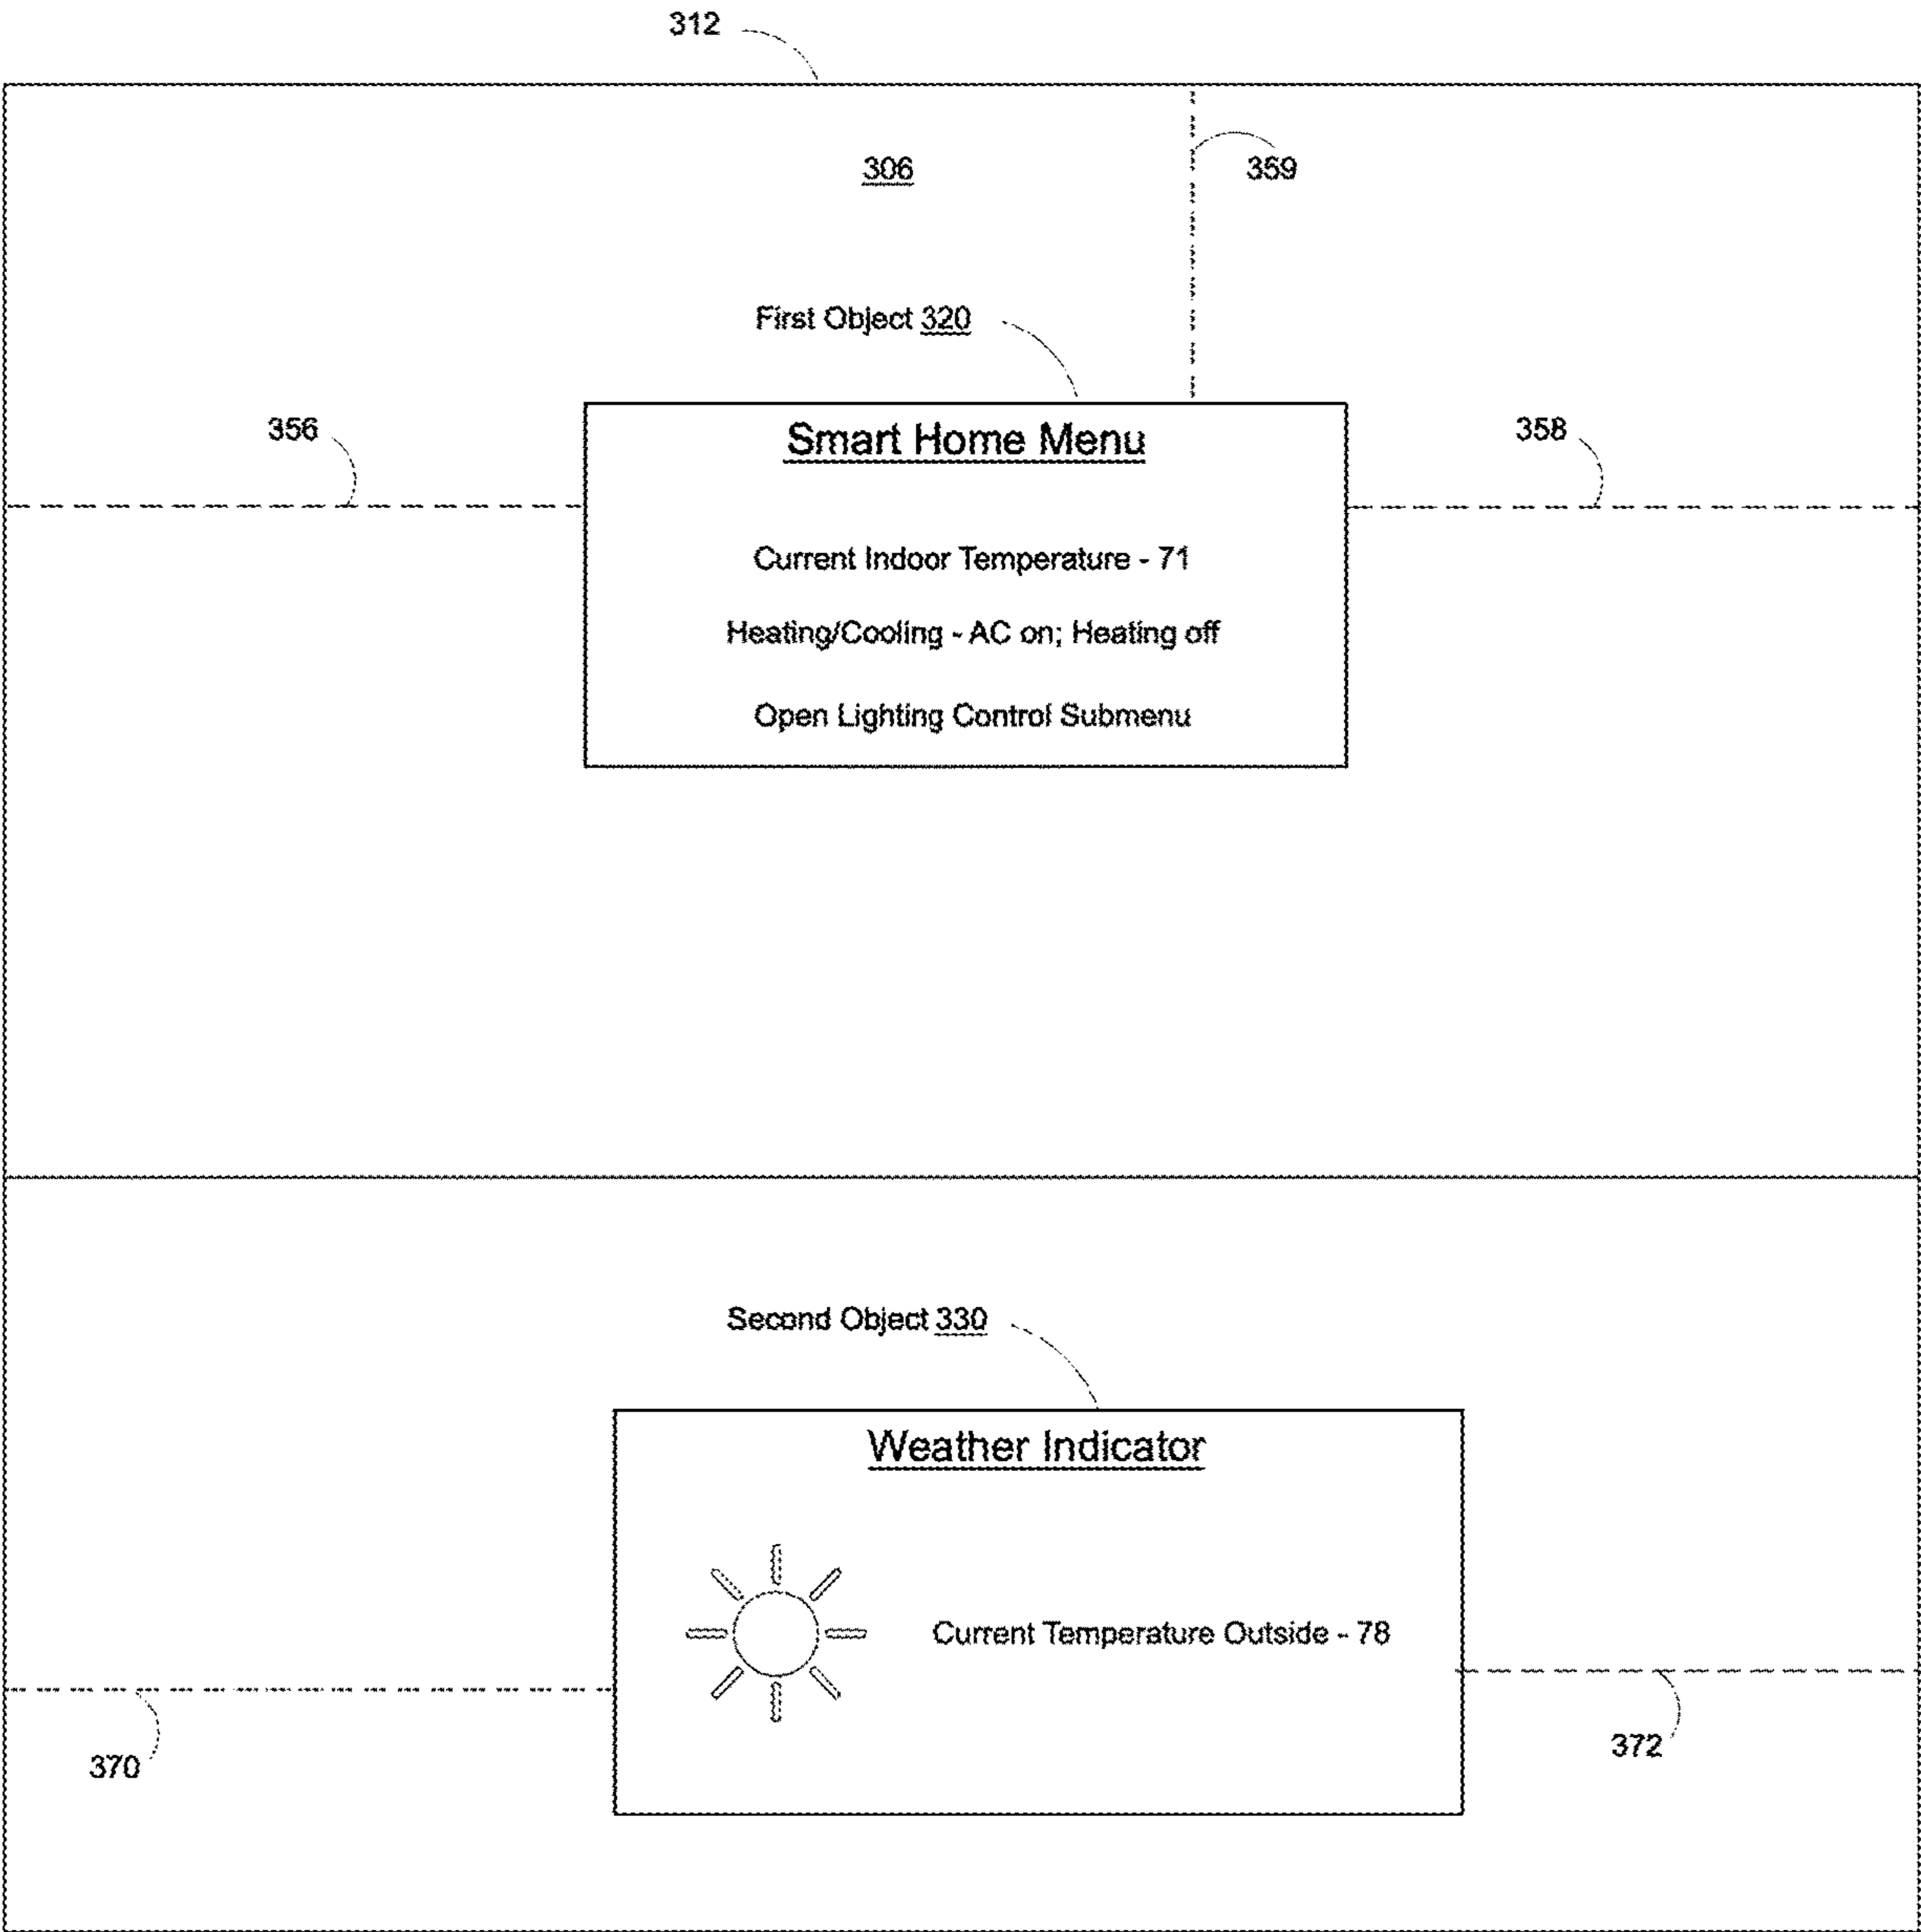 312
306
359
First Object 320
356
358
Smart Home Menu
Current Indoor Temperature - 71
Heating/Cooling - AC on; Heating off
Open Lighting Control Submenu
Second Object 330
Weather Indicator
Current Temperature Outside - 78
370
372